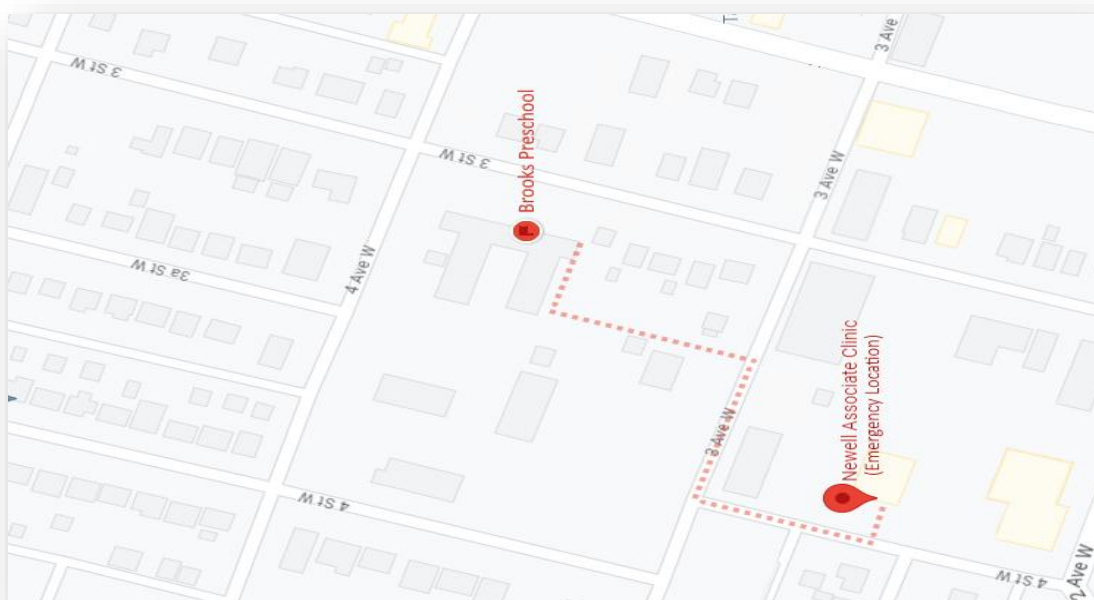 3 St W
3 Ave
Brooks Preschool
3 St W
3 Ave W
3a St W
4 Ave W
Newell Associate Clinic
(Emergency Location)
3 Ave W
4 St W
4 St W
2 Ave W